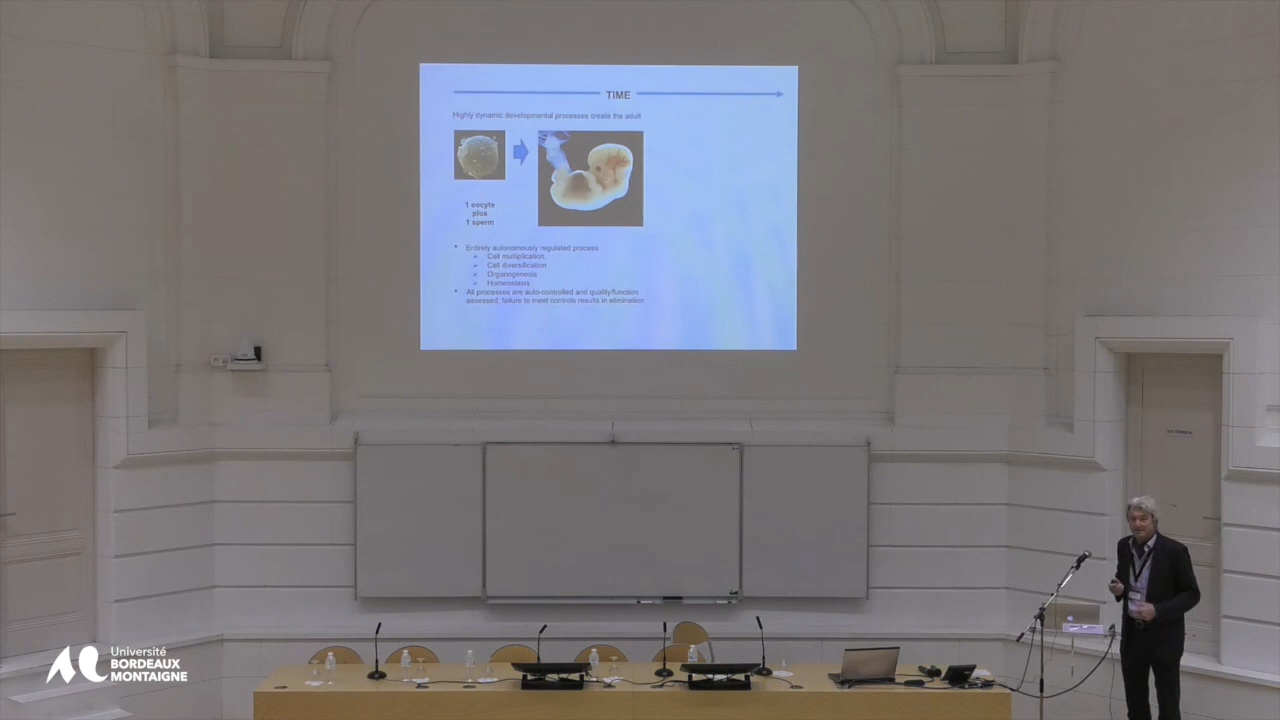 TIME
Highly dynamic developmental processes create the adult
1 oocyte
plus
1 sperm
• Entirely autonomously regulated process
➢ Cell multiplication
➢ Cell diversification
➢ Organogenesis
➢ Homeostasis
• All processes are auto-controlled and quality/function
assessed; failure to meet controls results in elimination
Université
BORDEAUX
MONTAIGNE